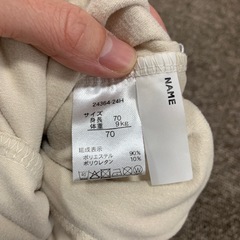 24364-24H
サイズ
身長 70
体重 9kg
70
組成表示
ポリエステル 90%
ポリウレタン 10%
NAME